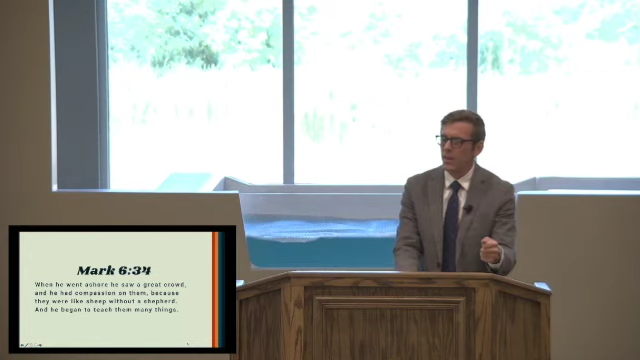 Mark 6:34
When he went ashore he saw a great crowd,
and he had compassion on them, because
they were like sheep without a shepherd.
And he began to teach them many things.